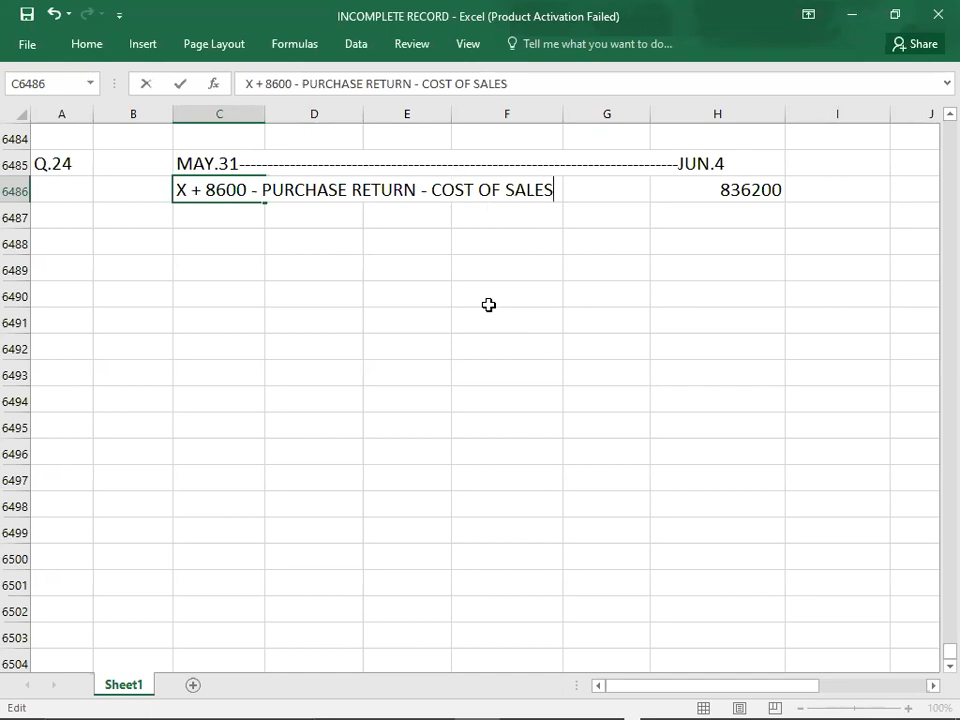 INCOMPLETE RECORD - Excel (Product Activation Failed)
File Home Insert Page Layout Formulas Data Review View Tell me what you want to do... Share
C6486 fx X + 8600 - PURCHASE RETURN - COST OF SALES
A B C D E F G H I J
6484
6485 Q.24 MAY.31------------------------------------------------------------------------------JUN.4
6486 X + 8600 - PURCHASE RETURN - COST OF SALES 836200
6487
6488
6489
6490
6491
6492
6493
6494
6495
6496
6497
6498
6499
6500
6501
6502
6503
6504
Sheet1
Edit 100%